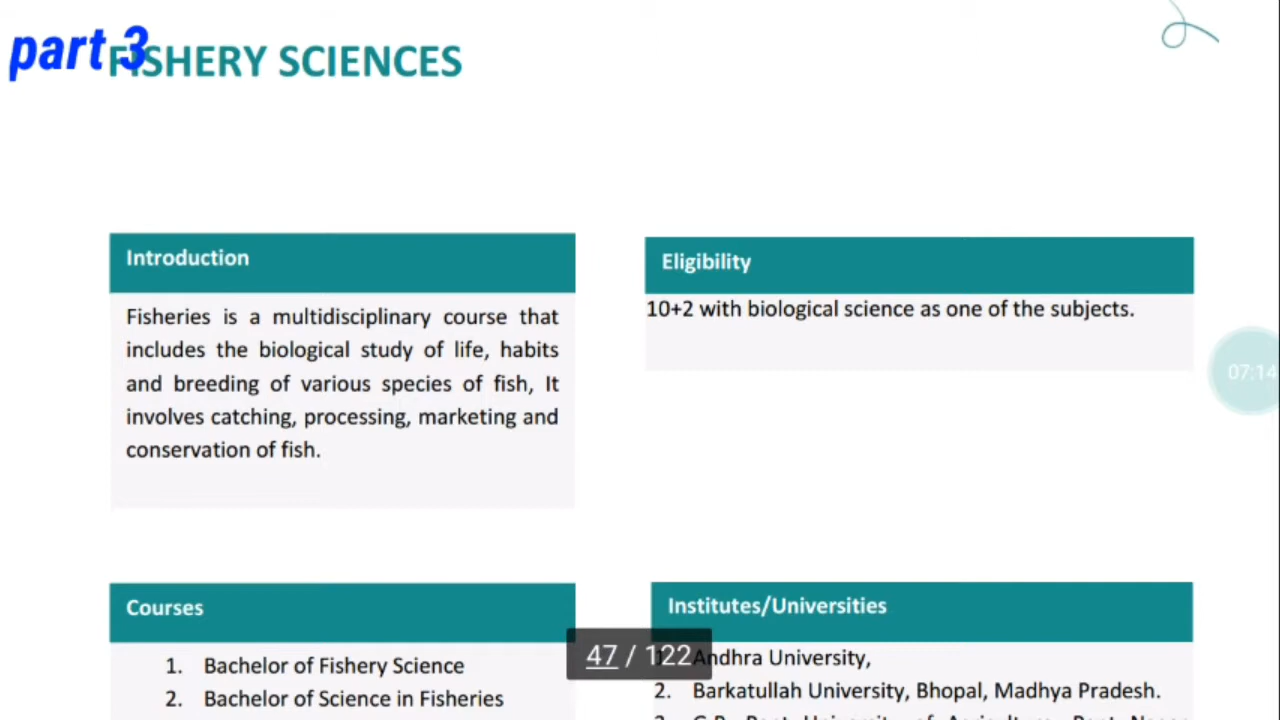 part 3
FISHERY SCIENCES
Introduction
Fisheries is a multidisciplinary course that
includes the biological study of life, habits
and breeding of various species of fish, It
involves catching, processing, marketing and
conservation of fish.
Eligibility
10+2 with biological science as one of the subjects.
07:14
Courses
1. Bachelor of Fishery Science
2. Bachelor of Science in Fisheries
Institutes/Universities
Andhra University,
2. Barkatullah University, Bhopal, Madhya Pradesh.
47 / 122